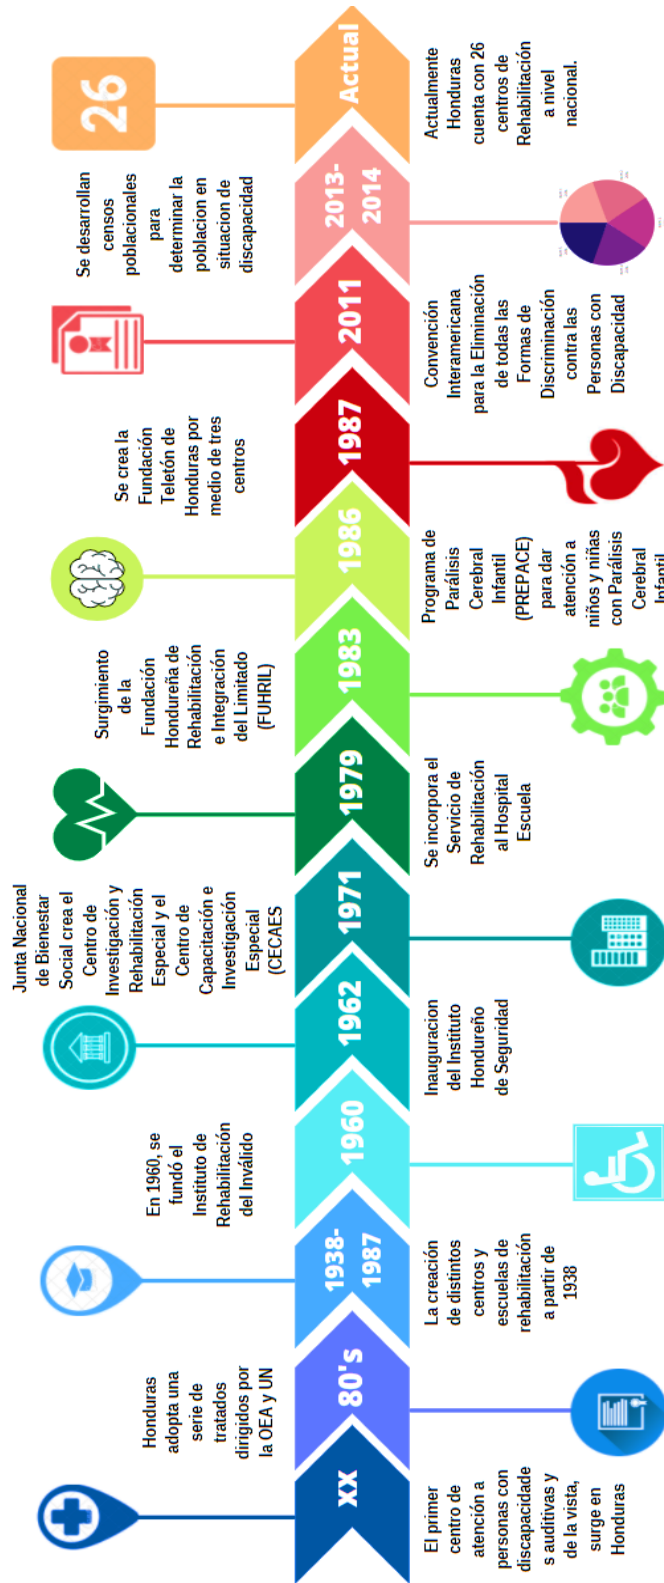 XX
El primer
centro de
atención a
personas con
discapacidade
s auditivas y
de la vista,
surge en
Honduras
80's
Honduras
adopta una
serie de
tratados
dirigidos por
la OEA y UN
1938-
1987
La creación
de distintos
centros y
escuelas de
rehabilitación
a partir de
1938
1960
En 1960, se
fundó el
Instituto de
Rehabilitación
del Inválido
1962
Inauguracion
del Instituto
Hondureño
de Seguridad
1971
Junta Nacional
de Bienestar
Social crea el
Centro de
Investigación y
Rehabilitación
Especial y el
Centro de
Capacitación e
Investigación
Especial
(CECAES
1979
Se incorpora el
Servicio de
Rehabilitación
al Hospital
Escuela
1983
Surgimiento
de la
Fundación
Hondureña de
Rehabilitación
e Integración
del Limitado
(FUHRIL)
1986
Programa de
Parálisis
Cerebral
Infantil
(PREPACE)
para dar
atención a
niños y niñas
con Parálisis
Cerebral
Infantil
1987
Se crea la
Fundación
Teletón de
Honduras por
medio de tres
centros
2011
Convención
Interamericana
para la Eliminación
de todas las
Formas de
Discriminación
contra las
Personas con
Discapacidad
2013-
2014
Se desarrollan
censos
poblacionales
para
determinar la
poblacion en
situacion de
discapacidad
Actual
26
Actualmente
Honduras
cuenta con 26
centros de
Rehabilitación
a nivel
nacional.